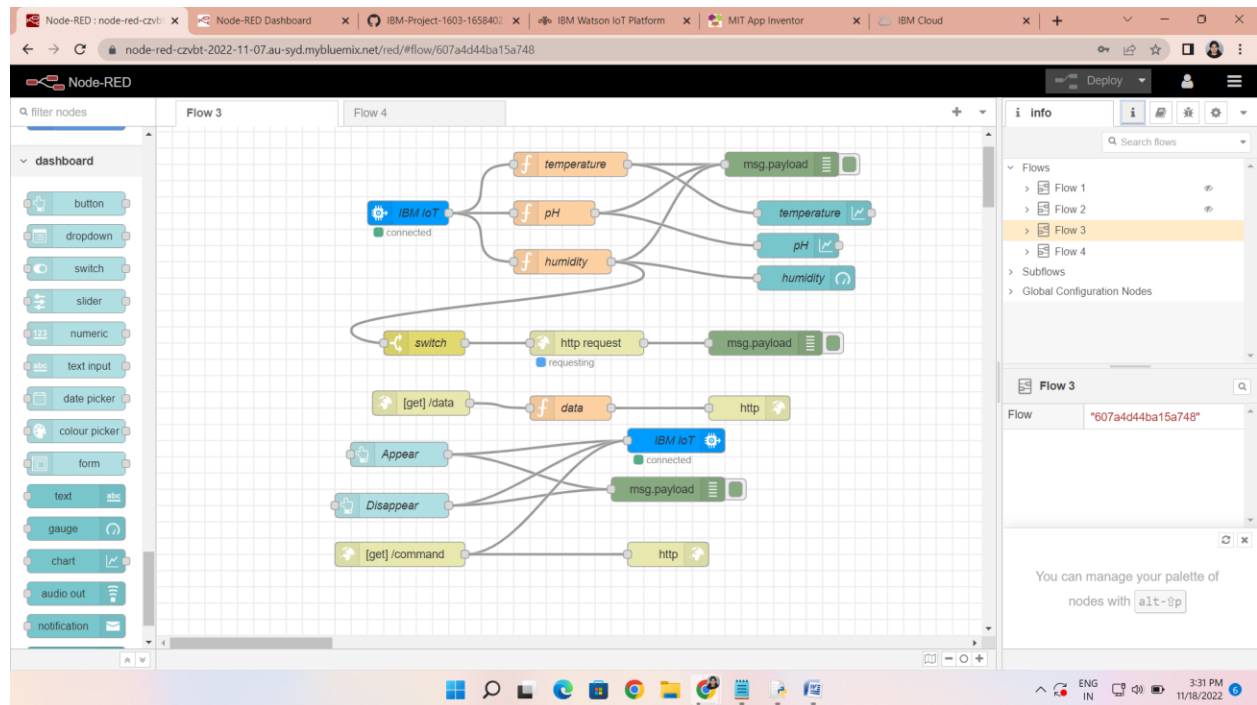 Node-RED : node-red-czvb
Node-RED Dashboard
IBM-Project-1603-1658402
IBM Watson IoT Platform
MIT App Inventor
IBM Cloud
node-red-czvbt-2022-11-07.au-syd.mybluemix.net/red/#flow/607a4d44ba15a748
Node-RED
Deploy
filter nodes
Flow 3
Flow 4
i info
i
Search flows
dashboard
button
dropdown
switch
slider
123 numeric
abc text input
date picker
colour picker
form
text abc
gauge
chart
audio out
notification
temperature
msg.payload
IBM IoT
connected
pH
temperature
pH
humidity
humidity
switch
http request
msg.payload
requesting
[get] /data
data
http
Appear
IBM IoT
connected
msg.payload
Disappear
[get] /command
http
Flows
Flow 1
Flow 2
Flow 3
Flow 4
Subflows
Global Configuration Nodes
Flow 3
Flow "607a4d44ba15a748"
You can manage your palette of
nodes with alt-⇧p
ENG
IN
3:31 PM
11/18/2022
6